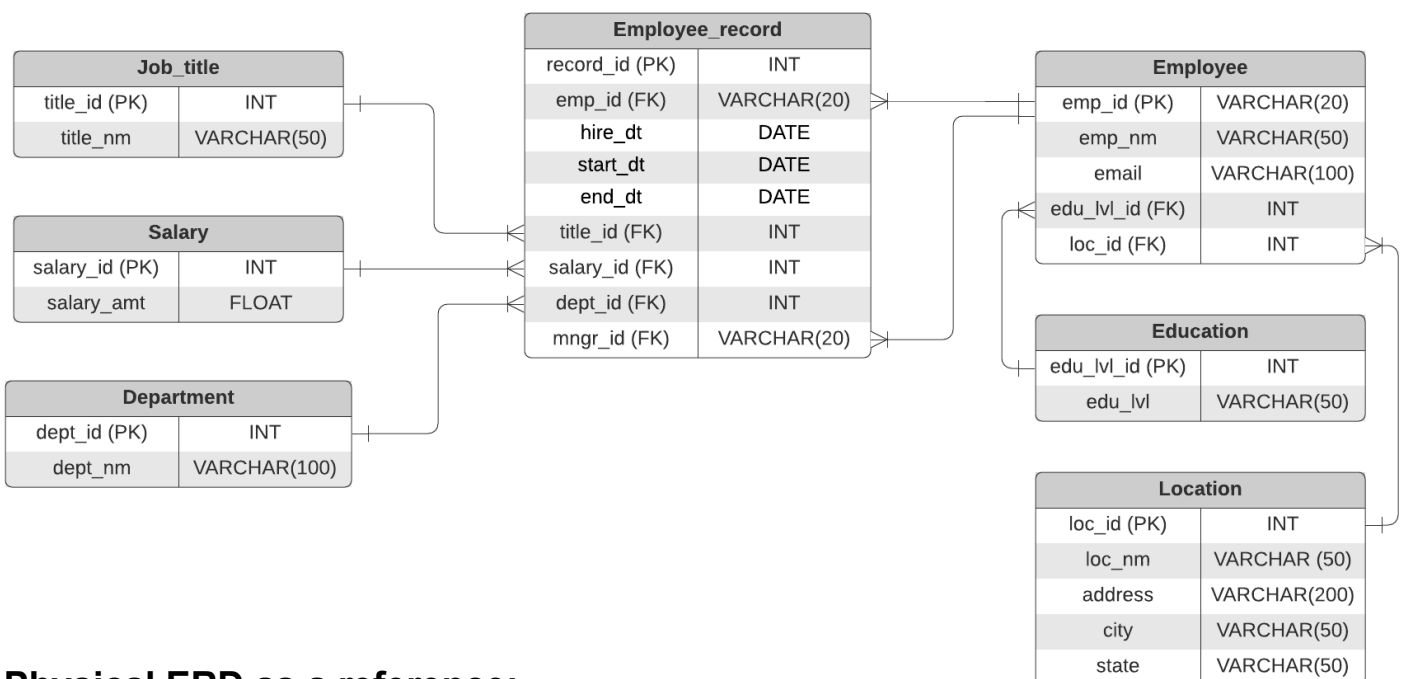 Job_title
title_id (PK) INT
title_nm VARCHAR(50)
Salary
salary_id (PK) INT
salary_amt FLOAT
Department
dept_id (PK) INT
dept_nm VARCHAR(100)
Employee_record
record_id (PK) INT
emp_id (FK) VARCHAR(20)
hire_dt DATE
start_dt DATE
end_dt DATE
title_id (FK) INT
salary_id (FK) INT
dept_id (FK) INT
mngr_id (FK) VARCHAR(20)
Employee
emp_id (PK) VARCHAR(20)
emp_nm VARCHAR(50)
email VARCHAR(100)
edu_lvl_id (FK) INT
loc_id (FK) INT
Education
edu_lvl_id (PK) INT
edu_lvl VARCHAR(50)
Location
loc_id (PK) INT
loc_nm VARCHAR (50)
address VARCHAR(200)
city VARCHAR(50)
state VARCHAR(50)
Physical ERD as a reference: